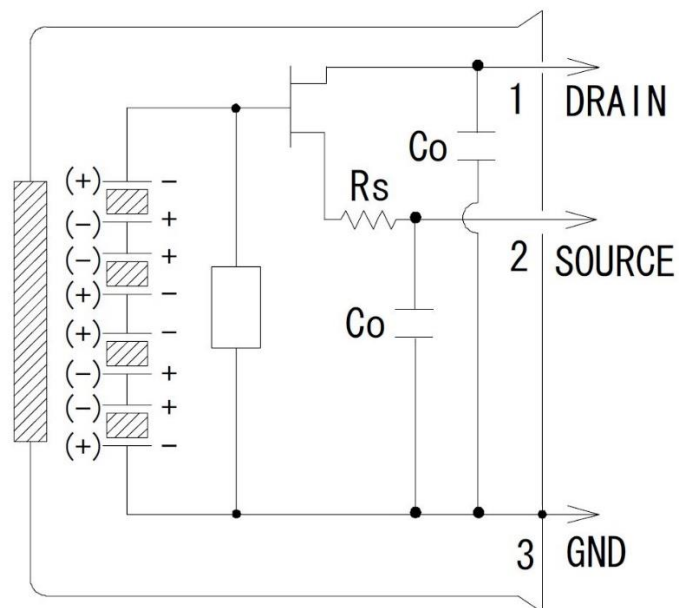 1 DRAIN
Co
Rs
2 SOURCE
Co
(+) -
(-) +
(-) +
(+) -
(+) -
(-) +
(-) +
(+) -
3 GND